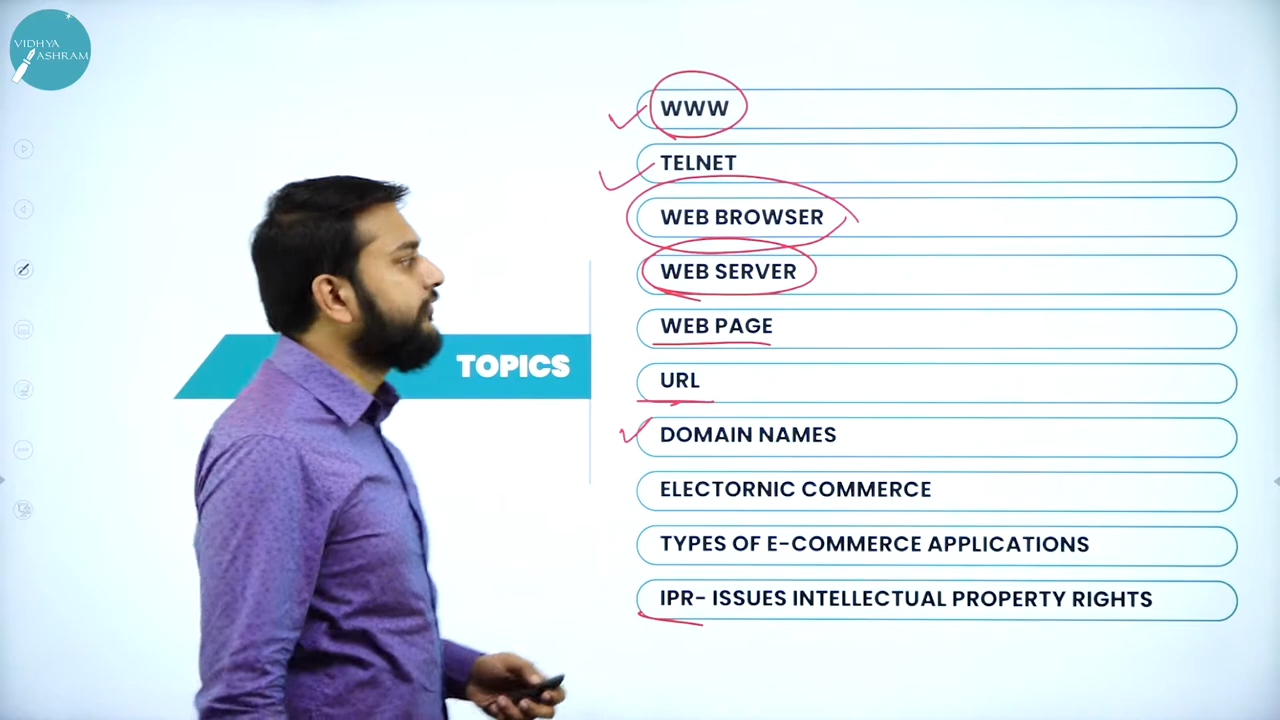 VIDHYA
ASHRAM
TOPICS
WWW
TELNET
WEB BROWSER
WEB SERVER
WEB PAGE
URL
DOMAIN NAMES
ELECTORNIC COMMERCE
TYPES OF E-COMMERCE APPLICATIONS
IPR- ISSUES INTELLECTUAL PROPERTY RIGHTS